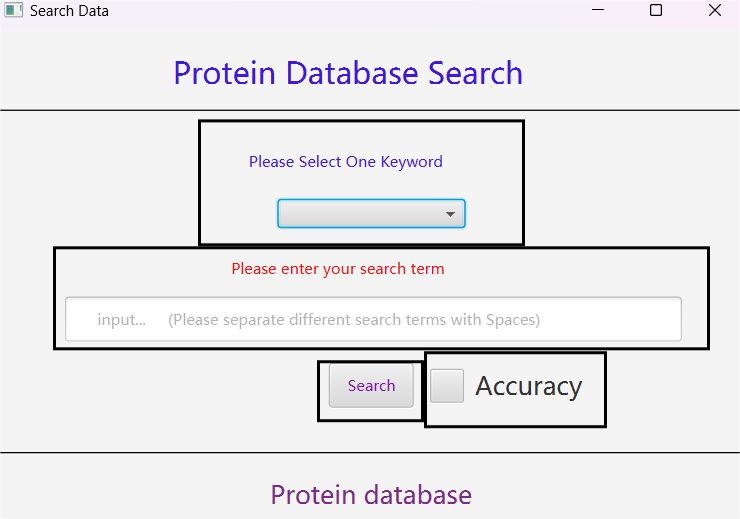 Search Data
Protein Database Search
Please Select One Keyword
Please enter your search term
input... (Please separate different search terms with Spaces)
Search
Accuracy
Protein database